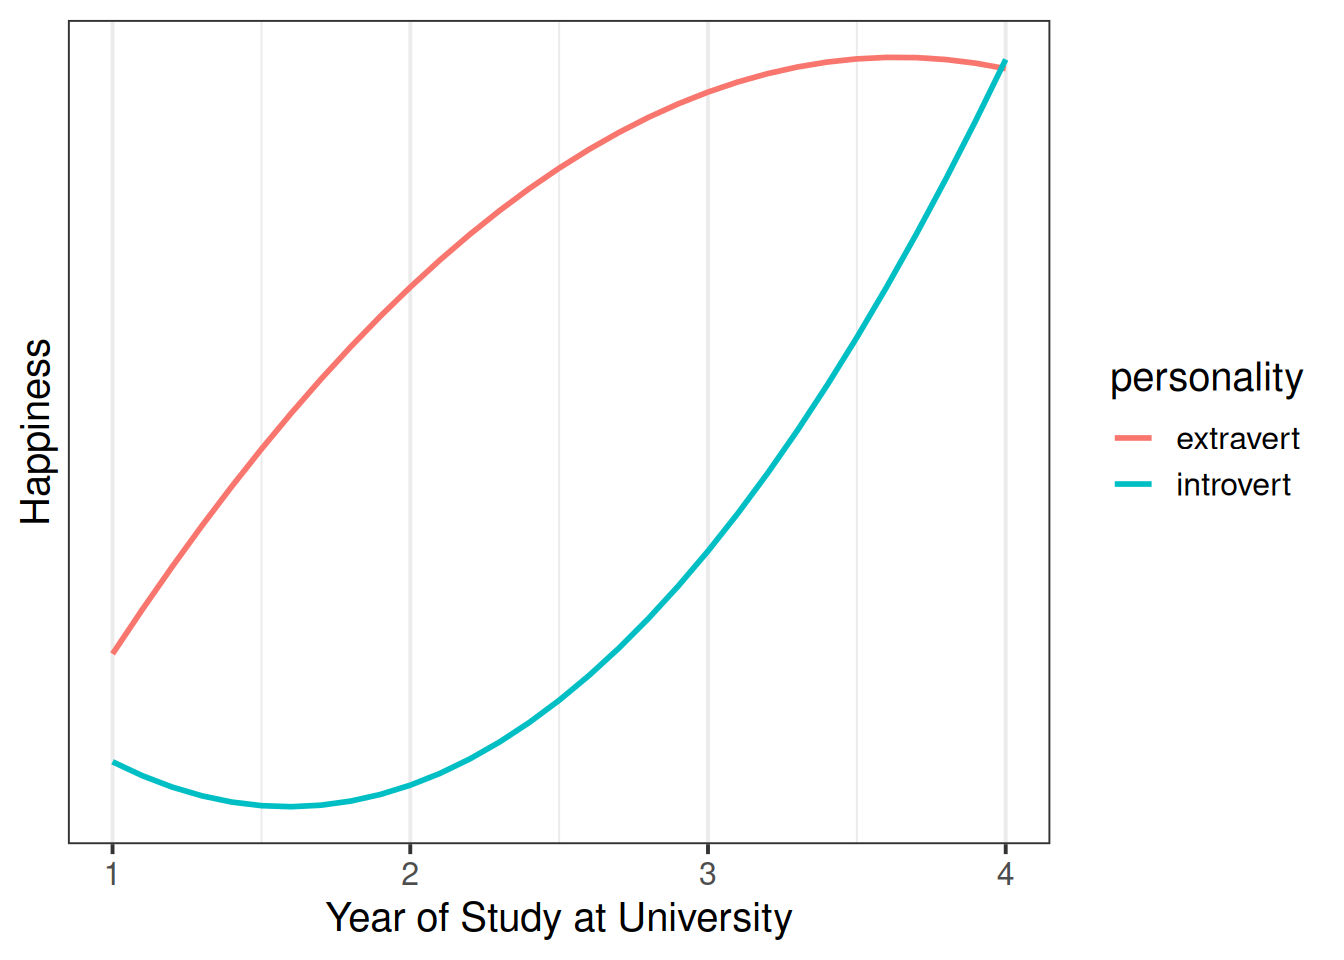 Happiness
1 2 3 4
Year of Study at University
personality
extravert
introvert